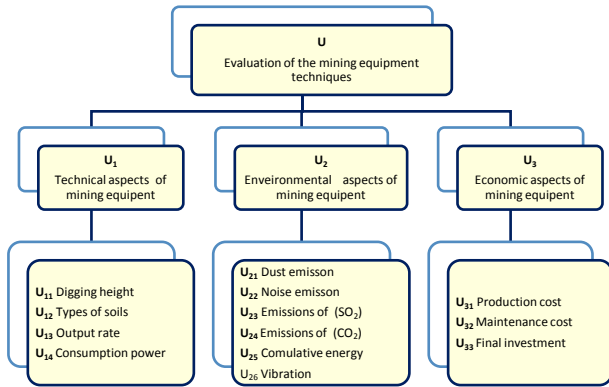 U
Evaluation of the mining equipment
techniques
U1
Technical aspects of
mining equipent
U2
Enveirionmental aspects of
mining equipent
U3
Economic aspects of
mining equipent
U11 Digging height
U12 Types of soils
U13 Output rate
U14 Consumption power
U21 Dust emisson
U22 Noise emisson
U23 Emissions of (SO2)
U24 Emissions of (CO2)
U25 Comulative energy
U26 Vibration
U31 Production cost
U32 Maintenance cost
U33 Final investment